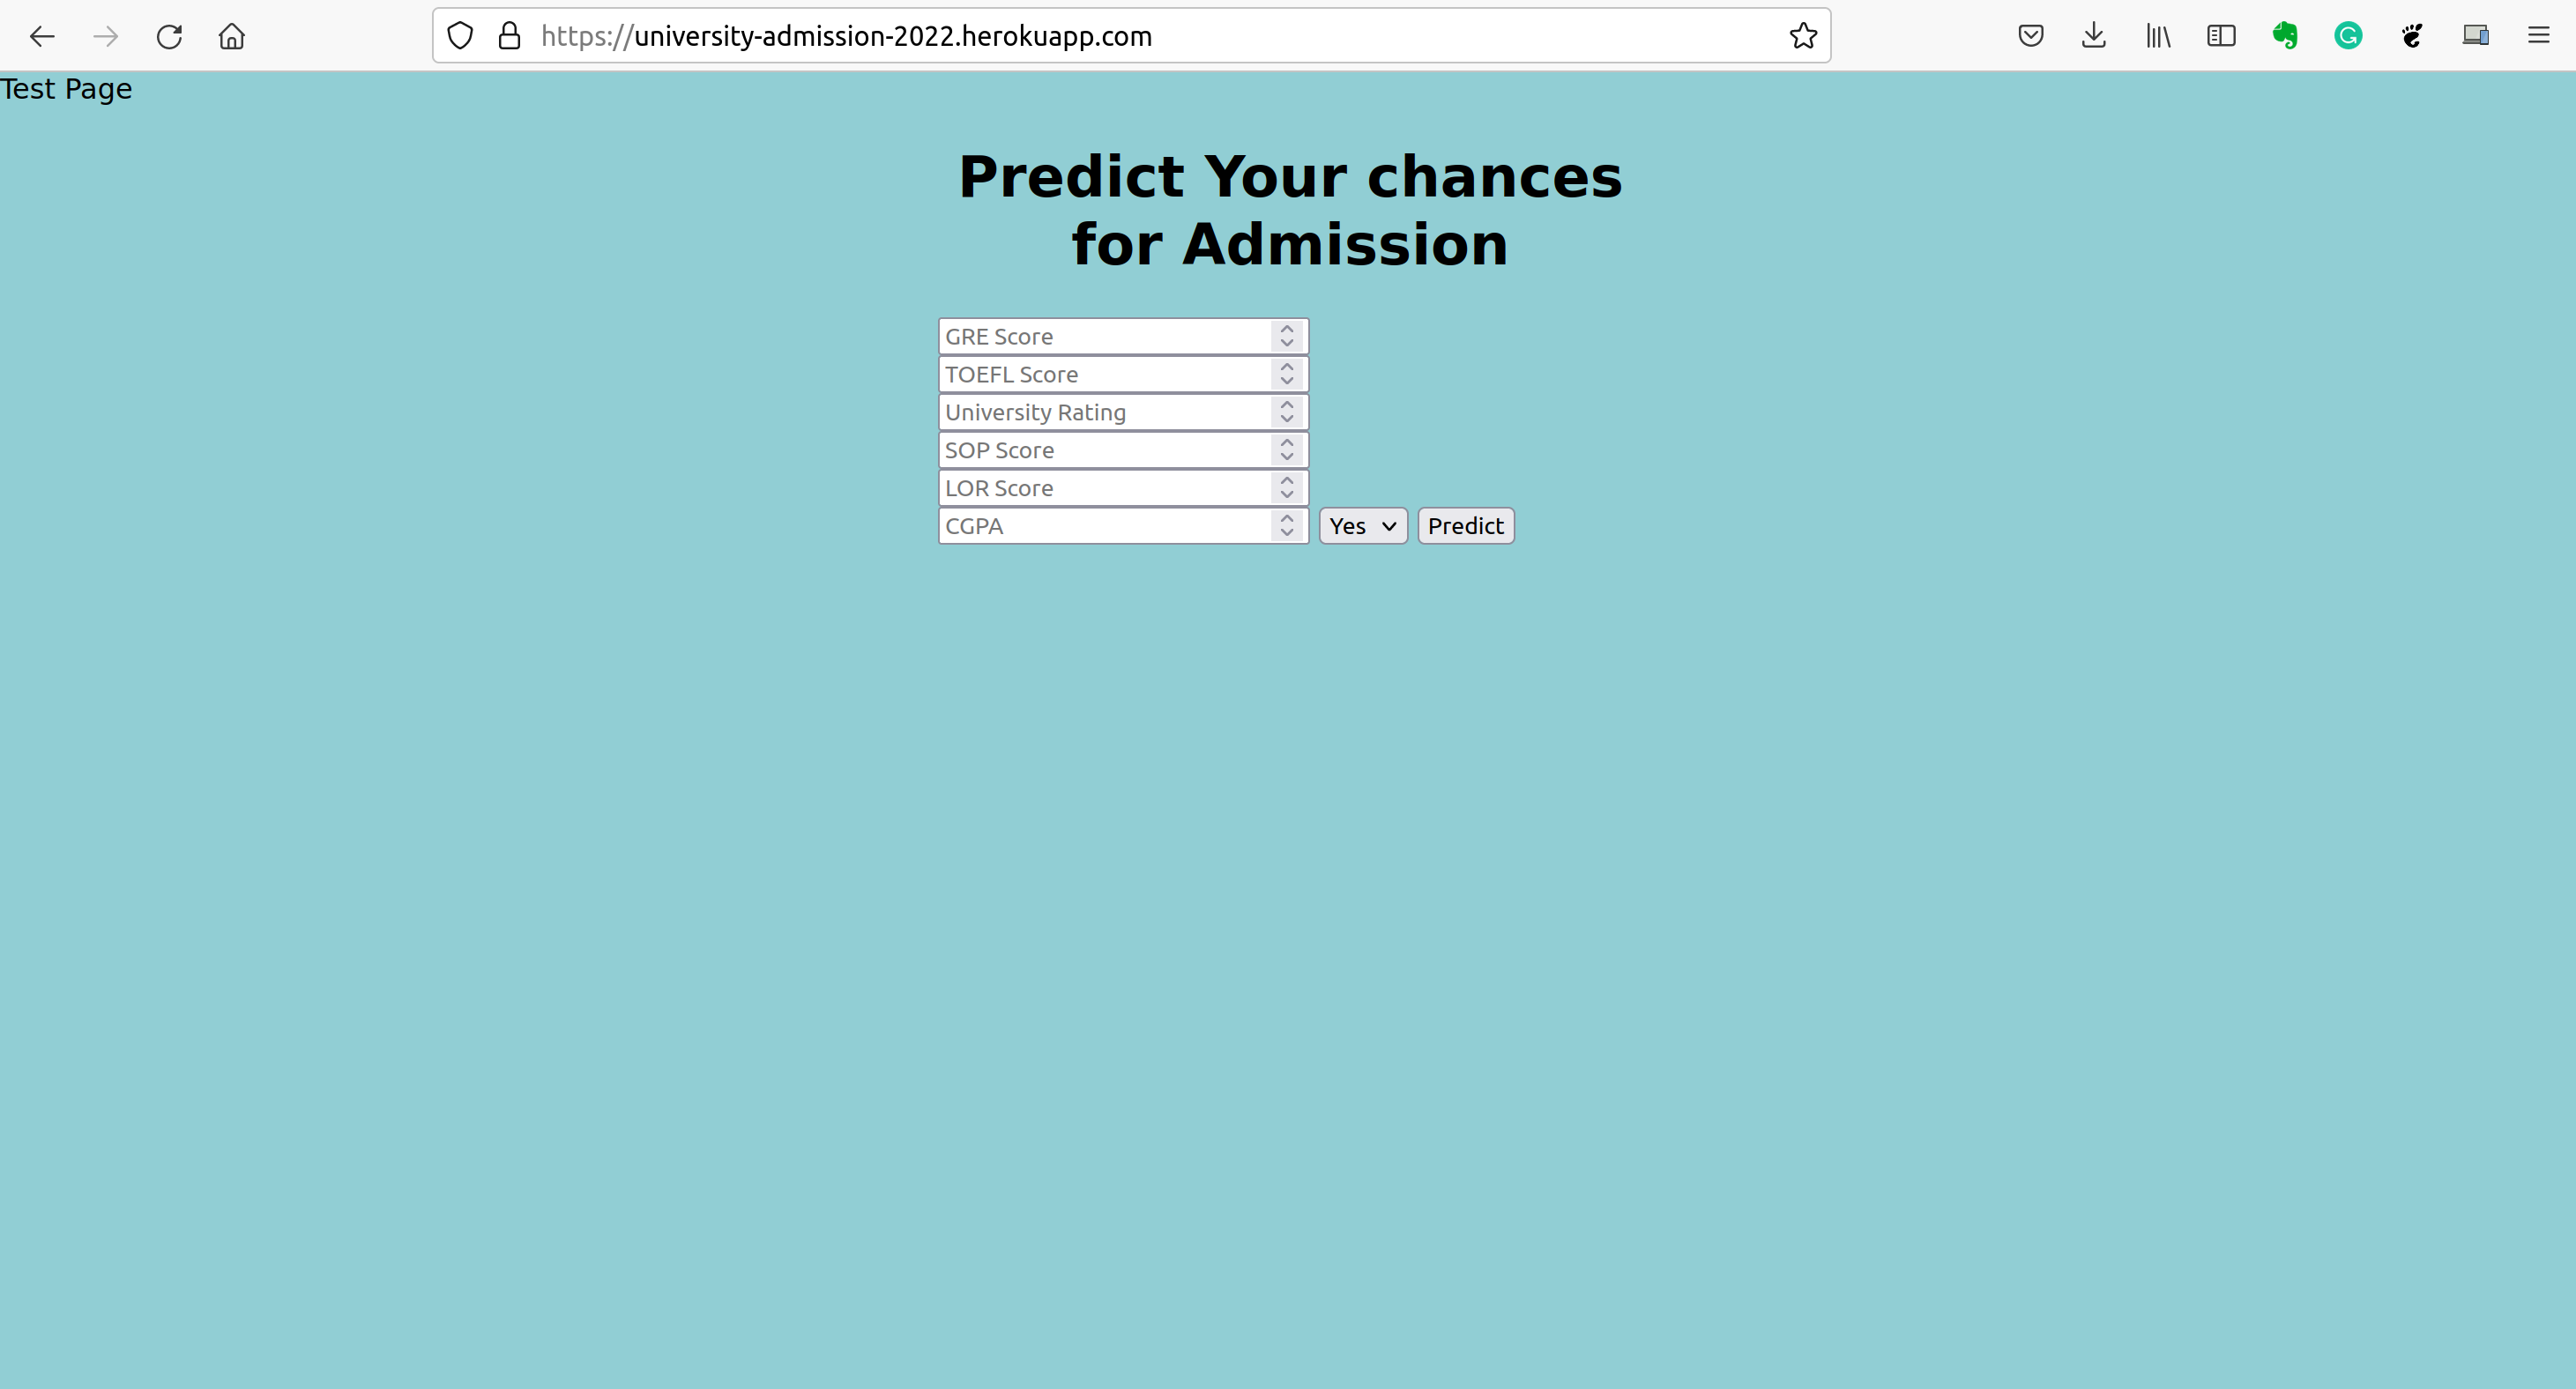 https://university-admission-2022.herokuapp.com
Test Page
Predict Your chances
for Admission
GRE Score
TOEFL Score
University Rating
SOP Score
LOR Score
CGPA Yes Predict